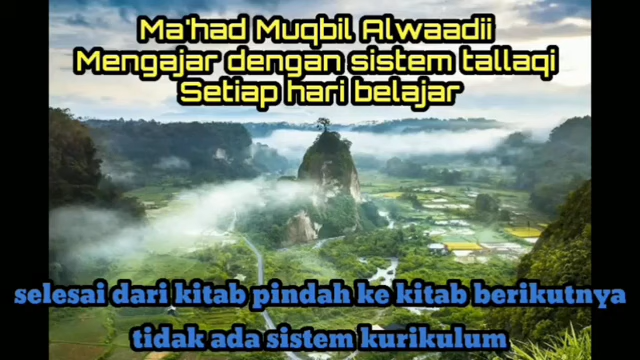 Ma'had Muqbil Alwaadii
Mengajar dengan sistem tallaqi
Setiap hari belajar
selesai dari kitab pindah ke kitab berikutnya
tidak ada sistem kurikulum